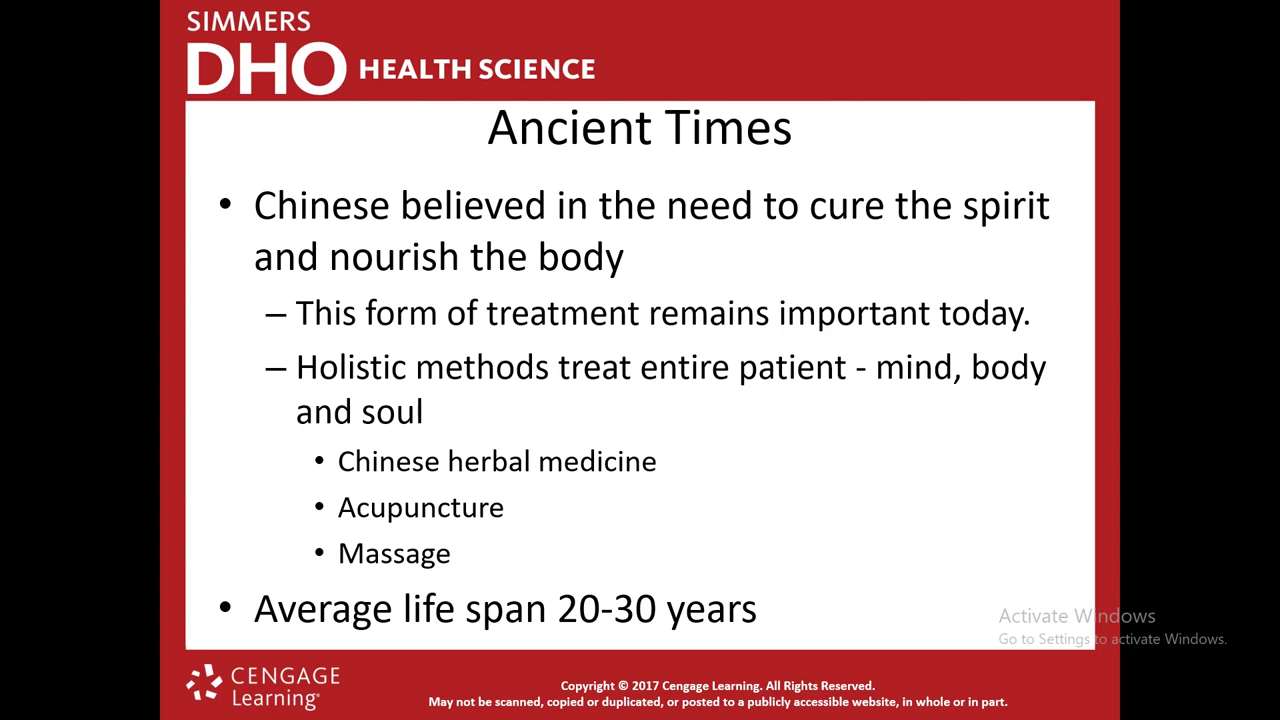 SIMMERS
DHO HEALTH SCIENCE
Ancient Times
• Chinese believed in the need to cure the spirit
and nourish the body
– This form of treatment remains important today.
– Holistic methods treat entire patient - mind, body
and soul
• Chinese herbal medicine
• Acupuncture
• Massage
• Average life span 20-30 years
Activate Windows
Go to Settings to activate Windows.
CENGAGE
Learning®
Copyright © 2017 Cengage Learning. All Rights Reserved.
May not be scanned, copied or duplicated, or posted to a publicly accessible website, in whole or in part.